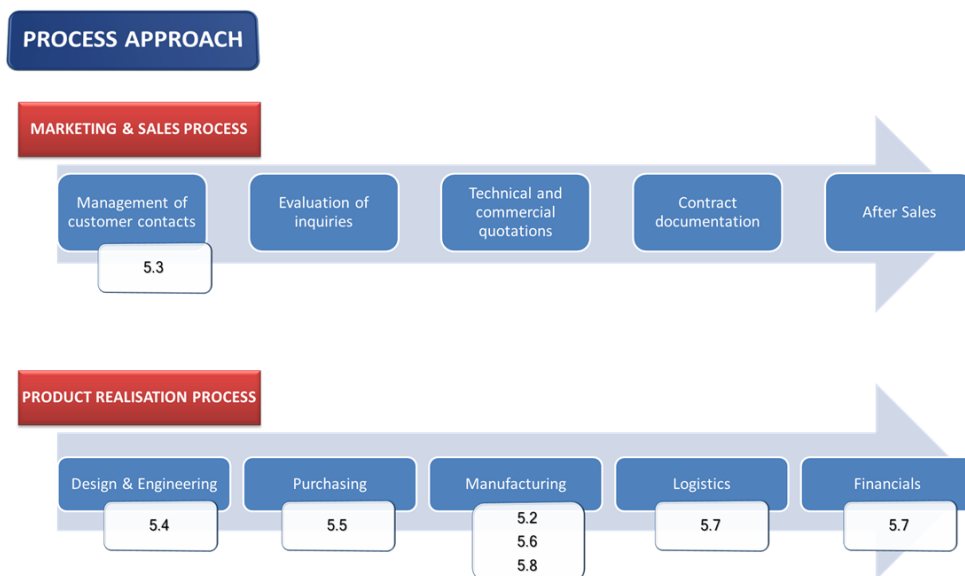 PROCESS APPROACH
MARKETING & SALES PROCESS
Management of
customer contacts
5.3
Evaluation of
inquiries
Technical and
commercial
quotations
Contract
documentation
After Sales
PRODUCT REALISATION PROCESS
Design & Engineering
5.4
Purchasing
5.5
Manufacturing
5.2
5.6
5.8
Logistics
5.7
Financials
5.7